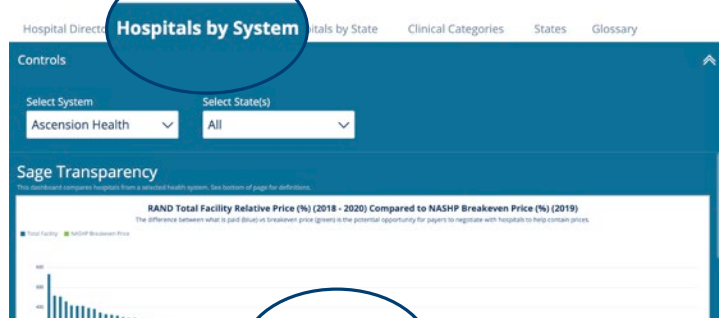 Hospital Directo Hospitals by System itals by State Clinical Categories States Glossary
Controls
Select System Select State(s)
Ascension Health All
Sage Transparency
This dashboard compares hospitals from a selected health system. See bottom of page for definitions.
RAND Total Facility Relative Price (%) (2018 - 2020) Compared to NASHP Breakeven Price (%) (2019)
The difference between what is paid (blue) vs breakeven price (green) is the potential opportunity for payers to negotiate with hospitals to help contain prices.
Total Facility NASHP Breakeven Price